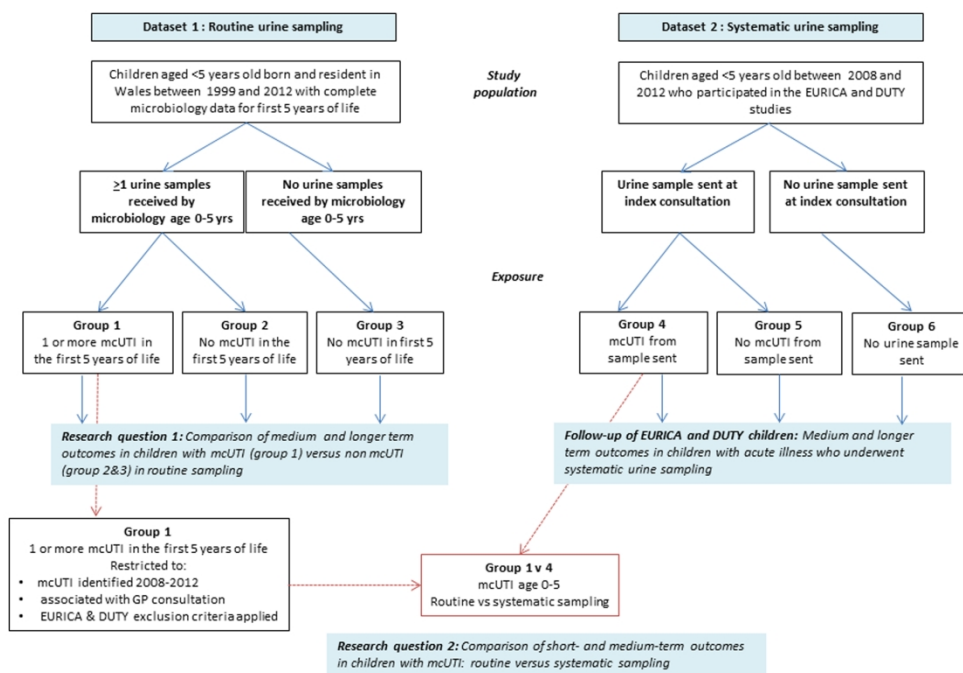 Dataset 1 : Routine urine sampling
Dataset 2 : Systematic urine sampling
Children aged <5 years old born and resident in
Wales between 1999 and 2012 with complete
microbiology data for first 5 years of life
Study
population
Children aged <5 years old between 2008 and
2012 who participated in the EURICA and DUTY
studies
≥1 urine samples
received by
microbiology age 0-5 yrs
No urine samples
received by microbiology
age 0-5 yrs
Urine sample sent at
index consultation
No urine sample sent
at index consultation
Exposure
Group 1
1 or more mcUTI in
the first 5 years of life
Group 2
No mcUTI in the
first 5 years of life
Group 3
No mcUTI in first 5
years of life
Group 4
mcUTI from
sample sent
Group 5
No mcUTI from
sample sent
Group 6
No urine sample
sent
Research question 1: Comparison of medium and longer term
outcomes in children with mcUTI (group 1) versus non mcUTI
(group 2&3) in routine sampling
Follow-up of EURICA and DUTY children: Medium and longer
term outcomes in children with acute illness who underwent
systematic urine sampling
Group 1
1 or more mcUTI in the first 5 years of life
Restricted to:
• mcUTI identified 2008-2012
• associated with GP consultation
• EURICA & DUTY exclusion criteria applied
Group 1 v 4
mcUTI age 0-5
Routine vs systematic sampling
Research question 2: Comparison of short- and medium-term outcomes
in children with mcUTI: routine versus systematic sampling